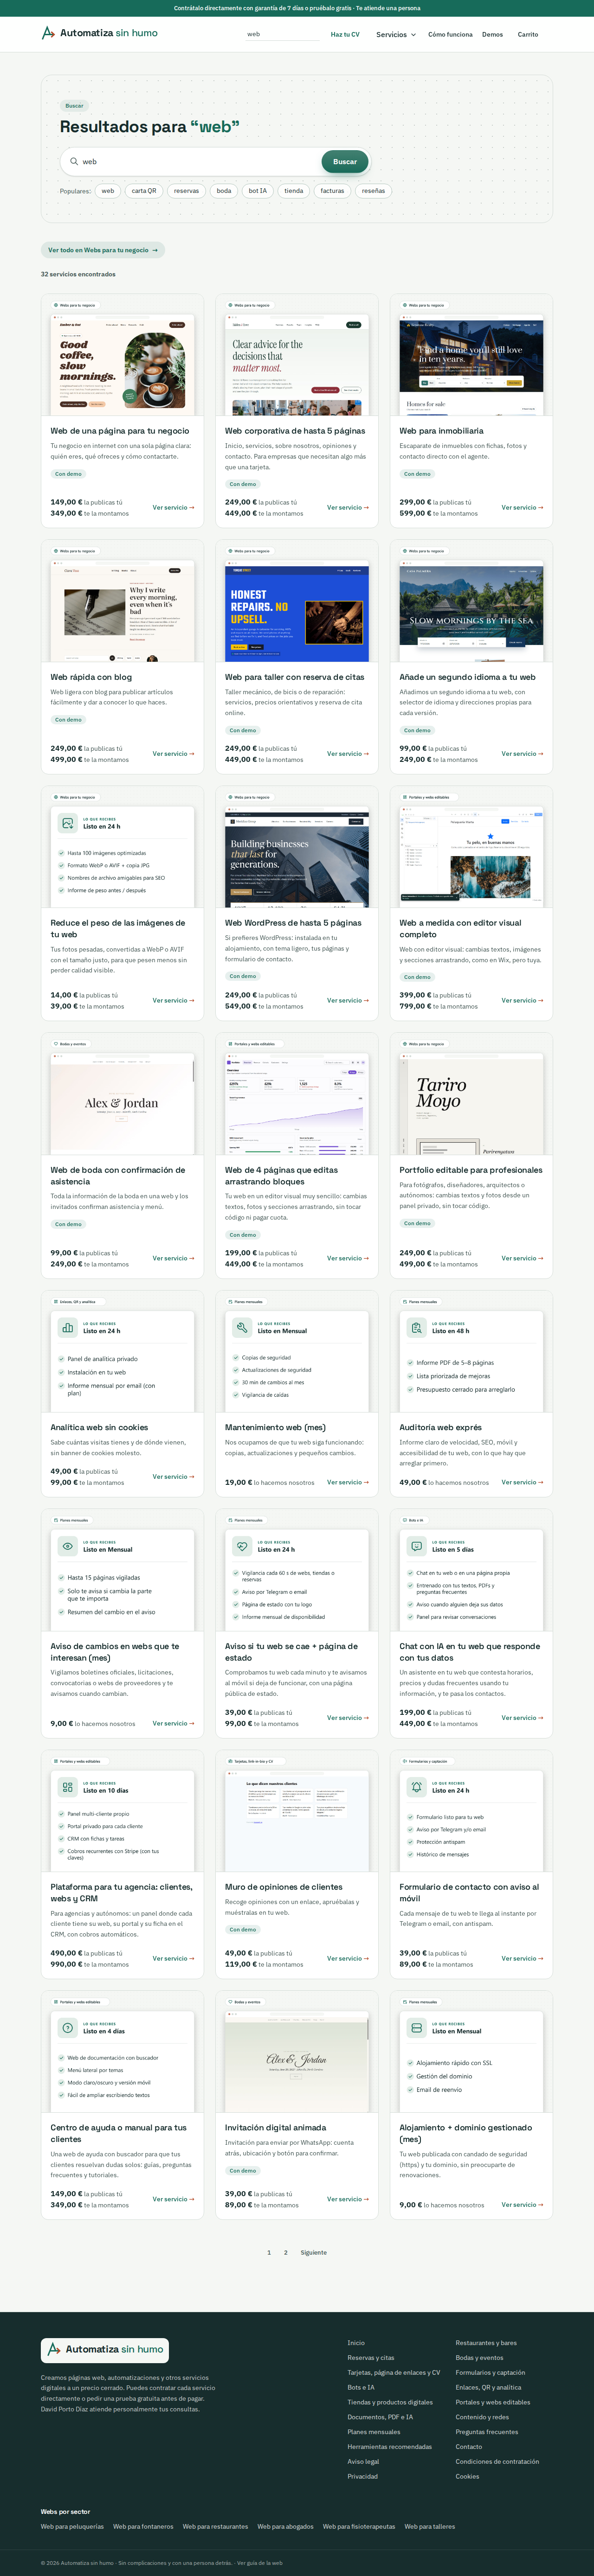 Contrátalo directamente con garantía de 7 días o pruébalo gratis · Te atiende una persona
Automatiza sin humo
web
Haz tu CV
Servicios
Cómo funciona
Demos
Contrato
Buscar
Resultados para “web”
web
Buscar
Populares:
web
carta QR
reservas
boda
bot IA
tienda
facturas
reseñas
Ver todo en Webs para tu negocio →
32 servicios encontrados
Webs para tu negocio
Good
coffee,
slow
mornings.
Web de una página para tu negocio
Tu negocio en internet con una sola página clara:
quién eres, qué ofreces y cómo contactarte.
Con demo
149,00 € la publicas tú
349,00 € te la montamos
Ver servicio →
Webs para tu negocio
Clear advice for the
decisions that
matter most.
Web corporativa de hasta 5 páginas
Inicio, servicios, sobre nosotros, opiniones y
contacto. Para empresas que necesitan algo más
que una tarjeta.
Con demo
249,00 € la publicas tú
449,00 € te la montamos
Ver servicio →
Webs para tu negocio
Find a home you'll still love
in ten years.
Homes for sale
Web para inmobiliaria
Escaparate de inmuebles con fichas, fotos y
contacto directo con el agente.
Con demo
299,00 € la publicas tú
599,00 € te la montamos
Ver servicio →
Webs para tu negocio
Why I write
every morning,
even when it's
bad
Web rápida con blog
Web ligera con blog para publicar artículos
fácilmente y dar a conocer lo que haces.
Con demo
249,00 € la publicas tú
499,00 € te la montamos
Ver servicio →
Webs para tu negocio
HONEST
REPAIRS. NO
UPSELL.
Web para taller con reserva de citas
Taller mecánico, de bicis o de reparación:
servicios, precios orientativos y reserva de cita
online.
Con demo
249,00 € la publicas tú
449,00 € te la montamos
Ver servicio →
Webs para tu negocio
SLOW MORNINGS BY THE SEA
Añade un segundo idioma a tu web
Añadimos un segundo idioma a tu web, con
selector de idioma y direcciones propias para
cada versión.
Con demo
99,00 € la publicas tú
249,00 € te la montamos
Ver servicio →
Webs para tu negocio
LO QUE RECIBES
Listo en 24 h
Hasta 100 imágenes optimizadas
Formato WebP o AVIF + copia JPG
Nombres de archivo amigables para SEO
Informe de peso antes / después
Reduce el peso de las imágenes de
tu web
Tus fotos pesadas, convertidas a WebP o AVIF
con el tamaño justo, para que pesen menos sin
perder calidad visible.
14,00 € la publicas tú
39,00 € te la montamos
Ver servicio →
Webs para tu negocio
Building businesses
that last for
generations.
Web WordPress de hasta 5 páginas
Si prefieres WordPress: instalada en tu
alojamiento, con tema ligero, tus páginas y
formulario de contacto.
Con demo
249,00 € la publicas tú
549,00 € te la montamos
Ver servicio →
Portales y webs editables
Tu pelo, en buenas manos
Web a medida con editor visual
completo
Web con editor visual: cambias textos, imágenes
y secciones arrastrando, como en Wix, pero tuya.
Con demo
399,00 € la publicas tú
799,00 € te la montamos
Ver servicio →
Bodas y eventos
Alex & Jordan
Web de boda con confirmación de
asistencia
Toda la información de la boda en una web y los
invitados confirman asistencia y menú.
Con demo
99,00 € la publicas tú
249,00 € te la montamos
Ver servicio →
Portales y webs editables
Web de 4 páginas que editas
arrastrando bloques
Tu web en un editor visual muy sencillo: cambias
textos, fotos y secciones arrastrando, sin tocar
código ni pagar cuota.
Con demo
199,00 € la publicas tú
449,00 € te la montamos
Ver servicio →
Webs para tu negocio
Tariro
Moyo
Portfolio editable para profesionales
Para fotógrafos, diseñadores, arquitectos o
autónomos: cambias textos y fotos desde un
panel privado, sin tocar código.
Con demo
249,00 € la publicas tú
499,00 € te la montamos
Ver servicio →
Enlaces, QR y analítica
LO QUE RECIBES
Listo en 24 h
Panel de analítica privado
Instalación en tu web
Informe mensual por email (con
plan)
Analítica web sin cookies
Sabe cuántas visitas tienes y de dónde vienen,
sin banner de cookies molesto.
49,00 € la publicas tú
99,00 € te la montamos
Ver servicio →
Planes mensuales
LO QUE RECIBES
Listo en Mensual
Copias de seguridad
Actualizaciones de seguridad
30 min de cambios al mes
Vigilancia de caídas
Mantenimiento web (mes)
Nos ocupamos de que tu web siga funcionando:
copias, actualizaciones y pequeños cambios.
19,00 € lo hacemos nosotros
Ver servicio →
Planes mensuales
LO QUE RECIBES
Listo en 48 h
Informe PDF de 5–8 páginas
Lista priorizada de mejoras
Presupuesto cerrado para arreglarlo
Auditoría web exprés
Informe claro de velocidad, SEO, móvil y
accesibilidad de tu web, con lo que hay que
arreglar primero.
49,00 € lo hacemos nosotros
Ver servicio →
Planes mensuales
LO QUE RECIBES
Listo en Mensual
Hasta 15 páginas vigiladas
Solo te avisa si cambia la parte
que te importa
Resumen del cambio en el aviso
Aviso de cambios en webs que te
interesan (mes)
Vigilamos boletines oficiales, licitaciones,
convocatorias o webs de proveedores y te
avisamos cuando cambian.
9,00 € lo hacemos nosotros
Ver servicio →
Planes mensuales
LO QUE RECIBES
Listo en 24 h
Vigilancia cada 60 s de webs, tiendas o
reservas
Aviso por Telegram o email
Página de estado con tu logo
Informe mensual de disponibilidad
Aviso si tu web se cae + página de
estado
Comprobamos tu web cada minuto y te avisamos
al móvil si deja de funcionar, con una página
pública de estado.
39,00 € la publicas tú
99,00 € te la montamos
Ver servicio →
Bots e IA
LO QUE RECIBES
Listo en 5 días
Chat en tu web o en una página propia
Entrenado con tus textos, PDFs y
preguntas frecuentes
Aviso cuando alguien deja sus datos
Panel para revisar conversaciones
Chat con IA en tu web que responde
con tus datos
Un asistente en tu web que contesta horarios,
precios y dudas frecuentes usando tu
información, y te pasa los contactos.
199,00 € la publicas tú
449,00 € te la montamos
Ver servicio →
Portales y webs editables
LO QUE RECIBES
Listo en 10 días
Panel multi-cliente propio
Portal privado para cada cliente
CRM con fichas y tareas
Cobros recurrentes con Stripe (con tus
claves)
Plataforma para tu agencia: clientes,
webs y CRM
Para agencias y autónomos: un panel donde cada
cliente tiene su web, su portal y su ficha en el
CRM, con cobros automáticos.
490,00 € la publicas tú
990,00 € te la montamos
Ver servicio →
Tarjetas, link-in-bio y CV
Lo que dicen nuestros clientes
Muro de opiniones de clientes
Recoge opiniones con un enlace, apruébalas y
muéstralas en tu web.
Con demo
49,00 € la publicas tú
119,00 € te la montamos
Ver servicio →
Formularios y captación
LO QUE RECIBES
Listo en 24 h
Formulario listo para tu web
Aviso por Telegram y/o email
Protección antispam
Histórico de mensajes
Formulario de contacto con aviso al
móvil
Cada mensaje de tu web te llega al instante por
Telegram o email, con antispam.
39,00 € la publicas tú
89,00 € te la montamos
Ver servicio →
Portales y webs editables
LO QUE RECIBES
Listo en 4 días
Web de documentación con buscador
Menú lateral por temas
Modo claro/oscuro y versión móvil
Fácil de ampliar escribiendo textos
Centro de ayuda o manual para tus
clientes
Una web de ayuda con buscador para que tus
clientes resuelvan dudas solos: guías, preguntas
frecuentes y tutoriales.
149,00 € la publicas tú
349,00 € te la montamos
Ver servicio →
Bodas y eventos
Alex & Jordan
Invitación digital animada
Invitación para enviar por WhatsApp: cuenta
atrás, ubicación y botón para confirmar.
Con demo
39,00 € la publicas tú
89,00 € te la montamos
Ver servicio →
Planes mensuales
LO QUE RECIBES
Listo en Mensual
Alojamiento rápido con SSL
Gestión del dominio
Email de reenvío
Alojamiento + dominio gestionado
(mes)
Tu web publicada con candado de seguridad
(https) y tu dominio, sin preocuparte de
renovaciones.
9,00 € lo hacemos nosotros
Ver servicio →
1
2
Siguiente
Automatiza sin humo
Creamos páginas web, automatizaciones y otros servicios
digitales a un precio cerrado. Puedes contratar cada servicio
directamente o pedir una prueba gratuita antes de pagar.
David Porto Díaz atiende personalmente tus consultas.
Inicio
Reservas y citas
Tarjetas, página de enlaces y CV
Bots e IA
Tiendas y productos digitales
Documentos, PDF e IA
Planes mensuales
Herramientas recomendadas
Aviso legal
Privacidad
Restaurantes y bares
Bodas y eventos
Formularios y captación
Enlaces, QR y analítica
Portales y webs editables
Contenido y redes
Preguntas frecuentes
Contacto
Condiciones de contratación
Cookies
Webs por sector
Web para peluquerías
Web para fontaneros
Web para restaurantes
Web para abogados
Web para fisioterapeutas
Web para talleres
© 2026 Automatiza sin humo · Sin complicaciones y con una persona detrás. · Ver guía de la web